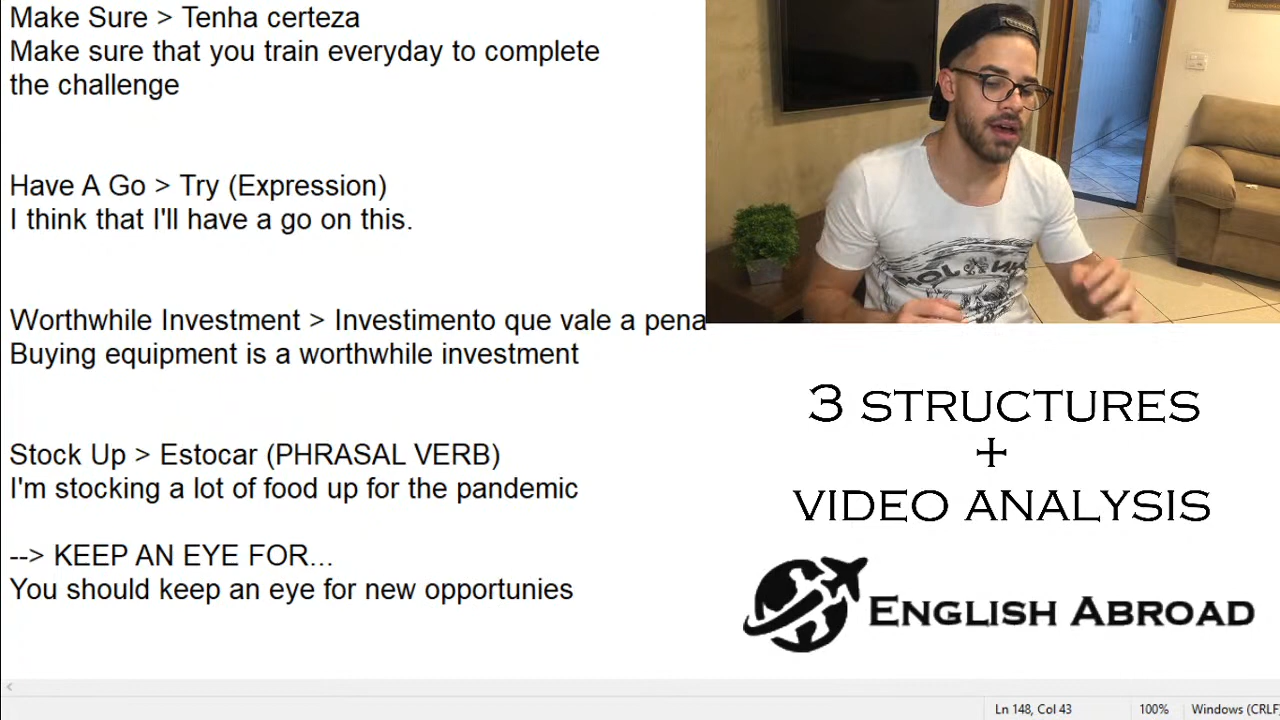 Make Sure > Tenha certeza
Make sure that you train everyday to complete
the challenge
Have A Go > Try (Expression)
I think that I'll have a go on this.
Worthwhile Investment > Investimento que vale a pena
Buying equipment is a worthwhile investment
Stock Up > Estocar (PHRASAL VERB)
I'm stocking a lot of food up for the pandemic
--> KEEP AN EYE FOR...
You should keep an eye for new opportunies
3 STRUCTURES
+
VIDEO ANALYSIS
ENGLISH ABROAD
Ln 148, Col 43
100%
Windows (CRLF